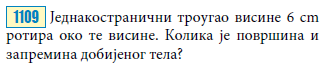 1109 Једнакостранични троугао висине 6 cm
ротира око те висине. Колика је површина и
запремина добијеног тела?